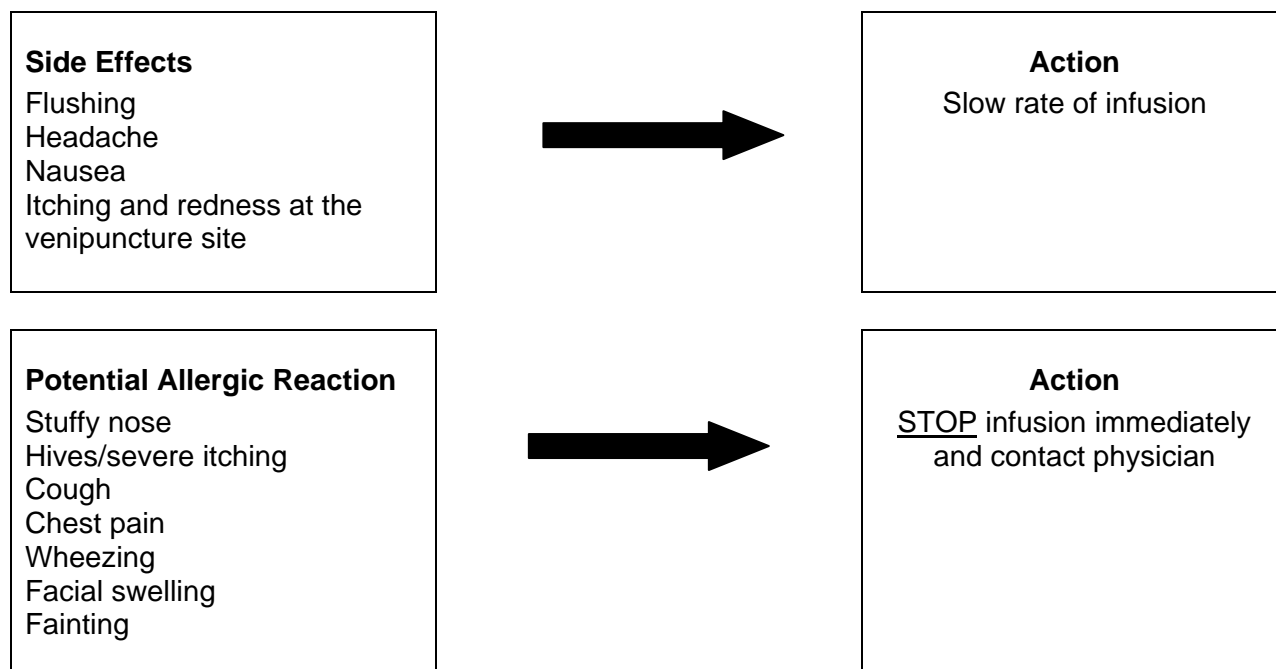 Side Effects
Flushing
Headache
Nausea
Itching and redness at the
venipuncture site
Action
Slow rate of infusion
Potential Allergic Reaction
Stuffy nose
Hives/severe itching
Cough
Chest pain
Wheezing
Facial swelling
Fainting
Action
STOP infusion immediately
and contact physician